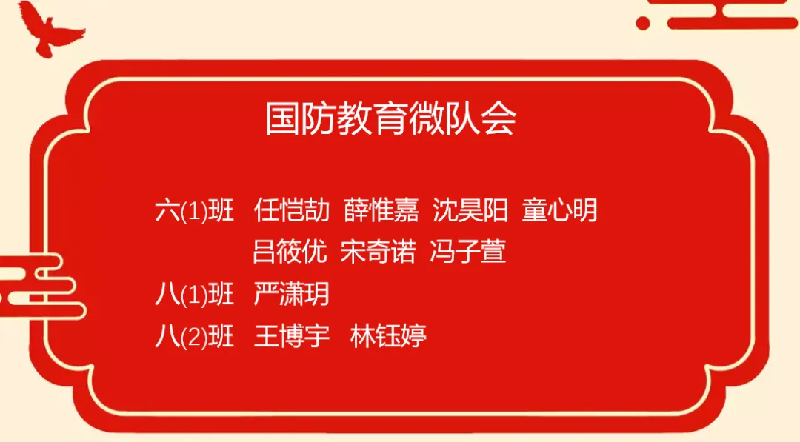 国防教育微队会
六(1)班 任恺劼 薛惟嘉 沈昊阳 童心明
吕筱优 宋奇诺 冯子萱
八(1)班 严潇玥
八(2)班 王博宇 林钰婷